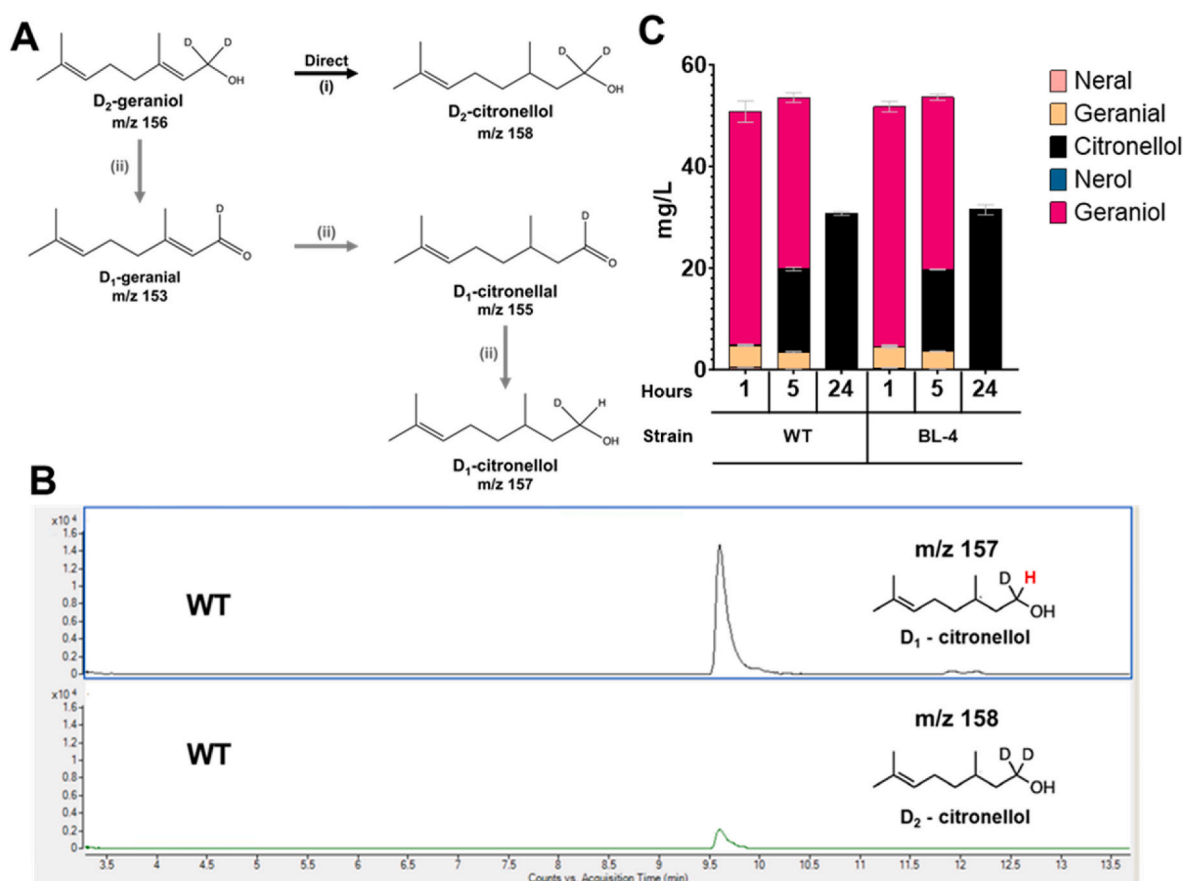 A
D D
OH
D₂-geraniol
m/z 156
Direct
(i)
D D
OH
D₂-citronellol
m/z 158
(ii)
D
O
D₁-geranial
m/z 153
(ii)
D
O
D₁-citronellal
m/z 155
(ii)
D H
OH
D₁-citronellol
m/z 157
C
60
40
20
0
mg/L
Neral
Geranial
Citronellol
Nerol
Geraniol
Hours 1 5 24 1 5 24
Strain WT BL-4
B
x10 4
1.6
1.4
1.2
1
0.8
0.6
0.4
0.2
0
WT
m/z 157
D H
OH
D₁ - citronellol
x10 4
1.6
1.4
1.2
1
0.8
0.6
0.4
0.2
0
WT
m/z 158
D D
OH
D₂ - citronellol
3.5 4 4.5 5 5.5 6 6.5 7 7.5 8 8.5 9 9.5 10 10.5 11 11.5 12 12.5 13 13.5
Counts vs. Acquisition Time (min)